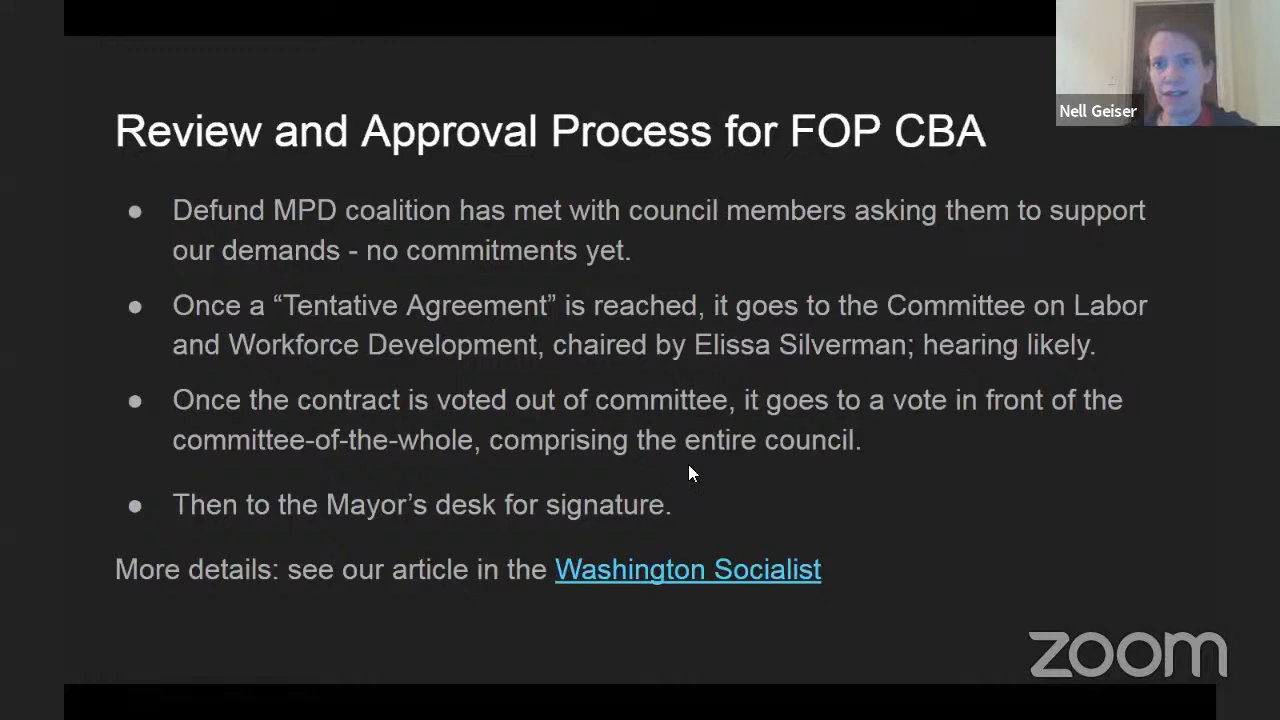 Nell Geiser
Review and Approval Process for FOP CBA
● Defund MPD coalition has met with council members asking them to support
our demands - no commitments yet.
● Once a “Tentative Agreement” is reached, it goes to the Committee on Labor
and Workforce Development, chaired by Elissa Silverman; hearing likely.
● Once the contract is voted out of committee, it goes to a vote in front of the
committee-of-the-whole, comprising the entire council.
● Then to the Mayor’s desk for signature.
More details: see our article in the Washington Socialist
zoom